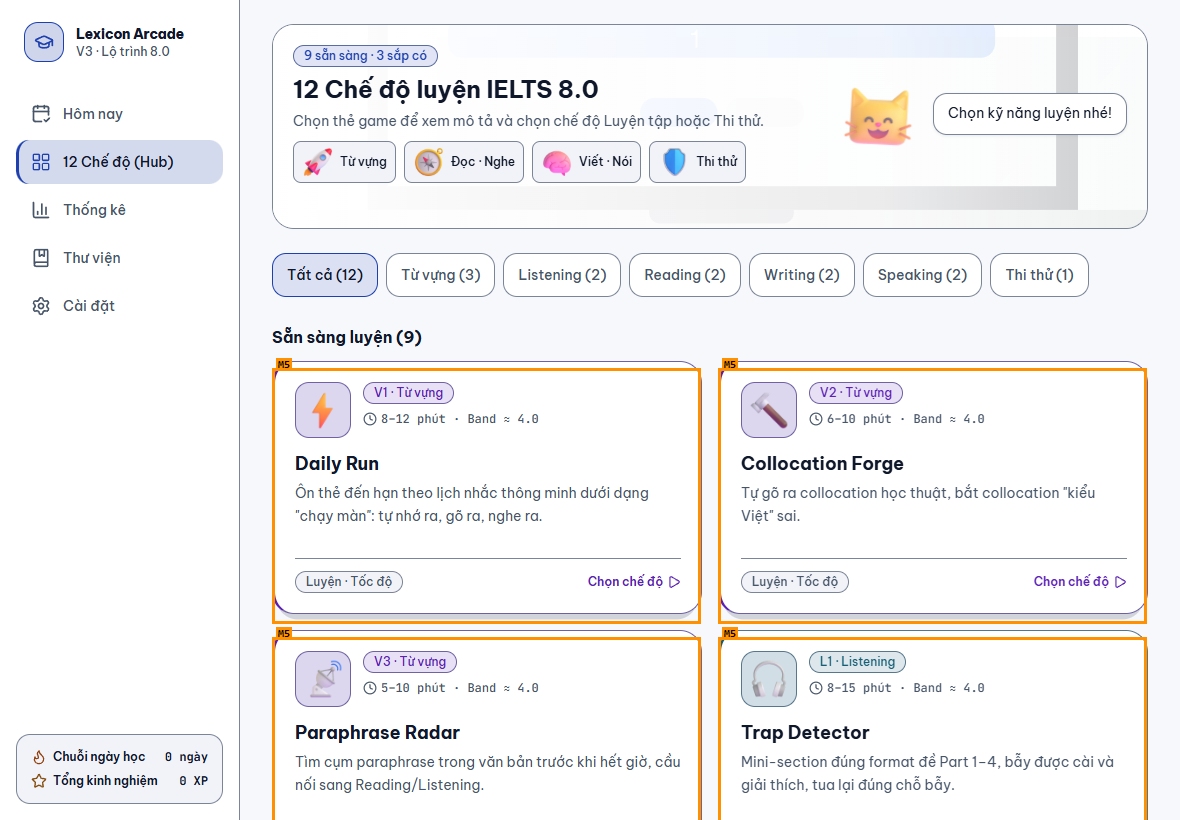 Lexicon Arcade
V3 · Lộ trình 8.0
Hôm nay
12 Chế độ (Hub)
Thống kê
Thư viện
Cài đặt
Chuỗi ngày học 0 ngày
Tổng kinh nghiệm 0 XP
9 sẵn sàng · 3 sắp có
12 Chế độ luyện IELTS 8.0
Chọn thẻ game để xem mô tả và chọn chế độ Luyện tập hoặc Thi thử.
Từ vựng
Đọc · Nghe
Viết · Nói
Thi thử
Chọn kỹ năng luyện nhé!
Tất cả (12)
Từ vựng (3)
Listening (2)
Reading (2)
Writing (2)
Speaking (2)
Thi thử (1)
Sẵn sàng luyện (9)
M5
V1 · Từ vựng
8–12 phút · Band ≈ 4.0
Daily Run
Ôn thẻ đến hạn theo lịch nhắc thông minh dưới dạng
"chạy màn": tự nhớ ra, gõ ra, nghe ra.
Luyện · Tốc độ
Chọn chế độ
M5
V2 · Từ vựng
6–10 phút · Band ≈ 4.0
Collocation Forge
Tự gõ ra collocation học thuật, bắt collocation "kiểu
Việt" sai.
Luyện · Tốc độ
Chọn chế độ
M5
V3 · Từ vựng
5–10 phút · Band ≈ 4.0
Paraphrase Radar
Tìm cụm paraphrase trong văn bản trước khi hết giờ, cầu
nối sang Reading/Listening.
M5
L1 · Listening
8–15 phút · Band ≈ 4.0
Trap Detector
Mini-section đúng format đề Part 1–4, bẫy được cài và
giải thích, tua lại đúng chỗ bẫy.